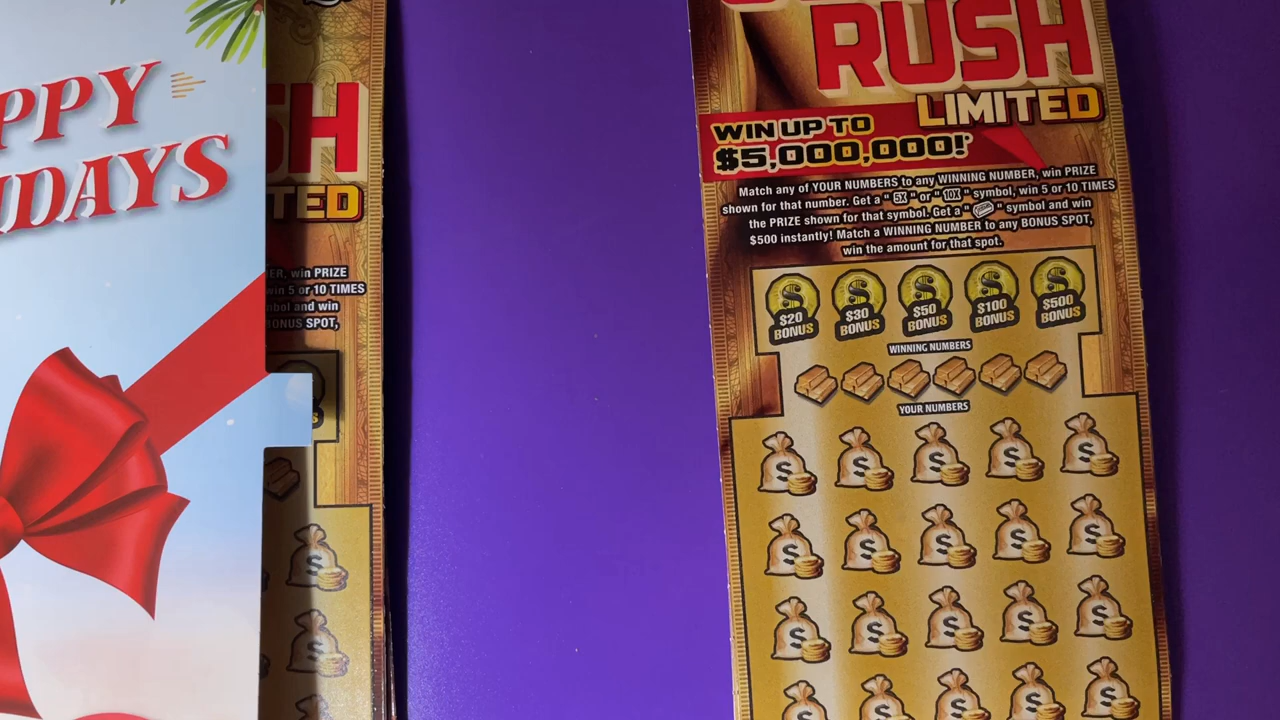 PPY
IDAYS
SH
TED
ER, win PRIZE
win 5 or 10 TIMES
mbol and win
BONUS SPOT,
RUSH
LIMITED
WIN UP TO
$5,000,000!*
Match any of YOUR NUMBERS to any WINNING NUMBER, win PRIZE
shown for that number. Get a " 5X " or " 10X " symbol, win 5 or 10 TIMES
the PRIZE shown for that symbol. Get a " " symbol and win
$500 instantly! Match a WINNING NUMBER to any BONUS SPOT,
win the amount for that spot.
$20 BONUS
$30 BONUS
$50 BONUS
$100 BONUS
$500 BONUS
WINNING NUMBERS
YOUR NUMBERS